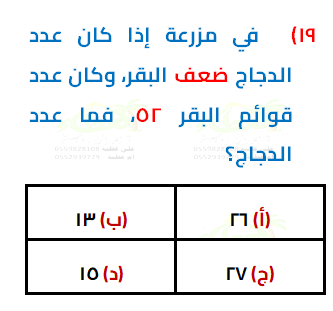 ١٩) في مزرعة إذا كان عدد
الدجاج ضعف البقر، وكان عدد
قوائم البقر ٥٢، فما عدد
الدجاج؟
(أ) ٢٦
(ب) ١٣
(ج) ٢٧
(د) ١٥